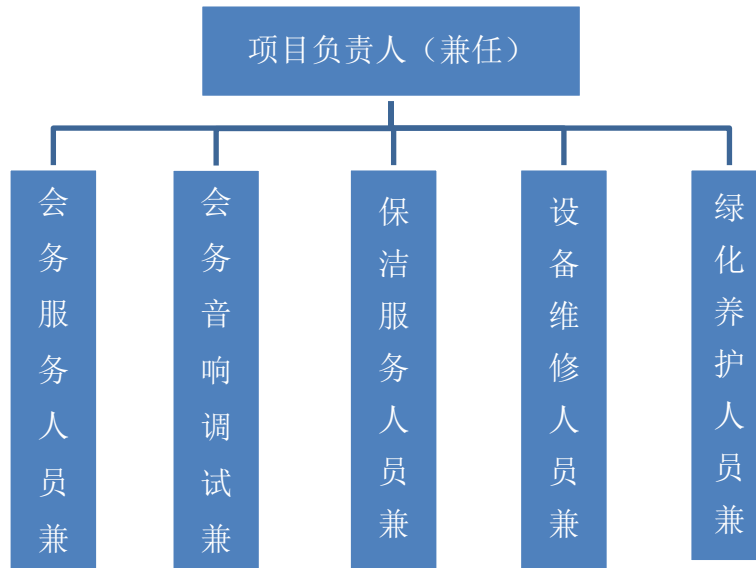 项目负责人（兼任）
会务服务人员兼
会务音响调试兼
保洁服务人员兼
设备维修人员兼
绿化养护人员兼